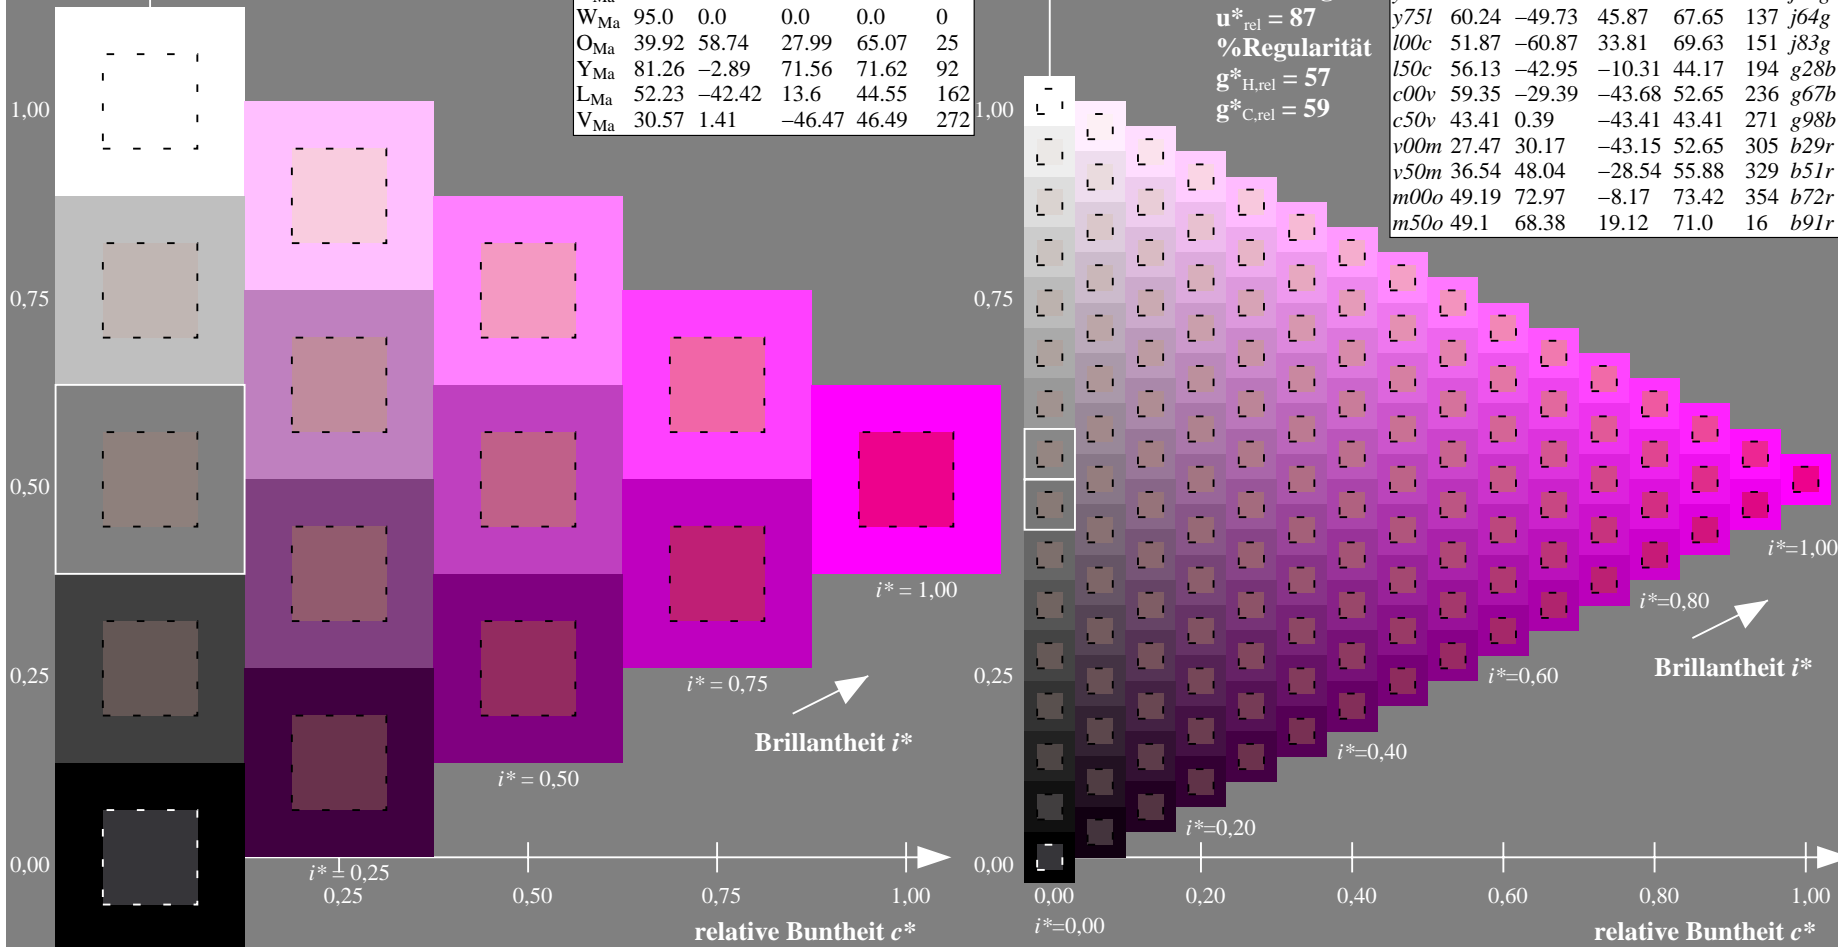 W_Ma 95.0 0.0 0.0 0.0 0
O_Ma 39.92 58.74 27.99 65.07 25
Y_Ma 81.26 −2.89 71.56 71.62 92
L_Ma 52.23 −42.42 13.6 44.55 162
V_Ma 30.57 1.41 −46.47 46.49 272
1,00
0,75
0,50
0,25
0,00
i* = 1,00
i* = 0,75
i* = 0,50
i* = 0,25
Brillantheit i*
0,25 0,50 0,75 1,00
relative Buntheit c*
u*_rel = 87
%Regularität
g*_H,rel = 57
g*_C,rel = 59
y75l 60.24 −49.73 45.87 67.65 137 j64g
l00c 51.87 −60.87 33.81 69.63 151 j83g
l50c 56.13 −42.95 −10.31 44.17 194 g28b
c00v 59.35 −29.39 −43.68 52.65 236 g67b
c50v 43.41 0.39 −43.41 43.41 271 g98b
v00m 27.47 30.17 −43.15 52.65 305 b29r
v50m 36.54 48.04 −28.54 55.88 329 b51r
m00o 49.19 72.97 −8.17 73.42 354 b72r
m50o 49.1 68.38 19.12 71.0 16 b91r
1,00
0,75
0,50
0,25
0,00
i*=1,00
i*=0,80
i*=0,60
i*=0,40
i*=0,20
i*=0,00
Brillantheit i*
0,00 0,20 0,40 0,60 0,80 1,00
relative Buntheit c*